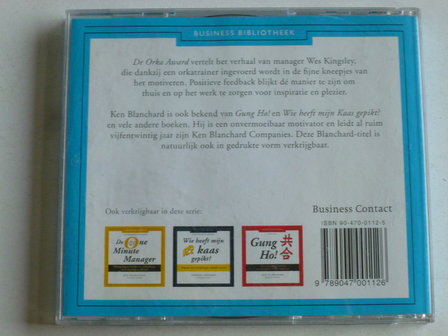 BUSINESS BIBLIOTHEEK
De Orka Award vertelt het verhaal van manager Wes Kingsley,
die dankzij een orkatrainer ingevoerd wordt in de fijne kneepjes van
het motiveren. Positieve feedback blijkt dé manier te zijn om
thuis en op het werk te zorgen voor inspiratie en plezier.
Ken Blanchard is ook bekend van Gung Ho! en Wie heeft mijn Kaas gepikt?
en vele andere boeken. Hij is een onvermoeibaar motivator en leidt al ruim
vijfentwintig jaar zijn Ken Blanchard Companies. Deze Blanchard-titel is
natuurlijk ook in gedrukte vorm verkrijgbaar.
Ook verkrijgbaar in deze serie:
Business Contact
ISBN 90-470-0112-5
De One
Minute
Manager
Wie heeft mijn
kaas
gepikt?
Gung
Ho!
共
合
9 789047 001126